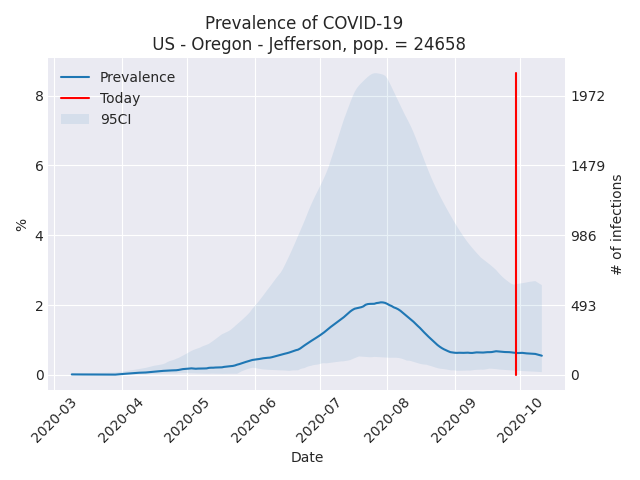 Prevalence of COVID-19
US - Oregon - Jefferson, pop. = 24658
Prevalence
Today
95CI
8
6
4
2
0
%
1972
1479
986
493
0
# of infections
2020-03
2020-04
2020-05
2020-06
2020-07
2020-08
2020-09
2020-10
Date